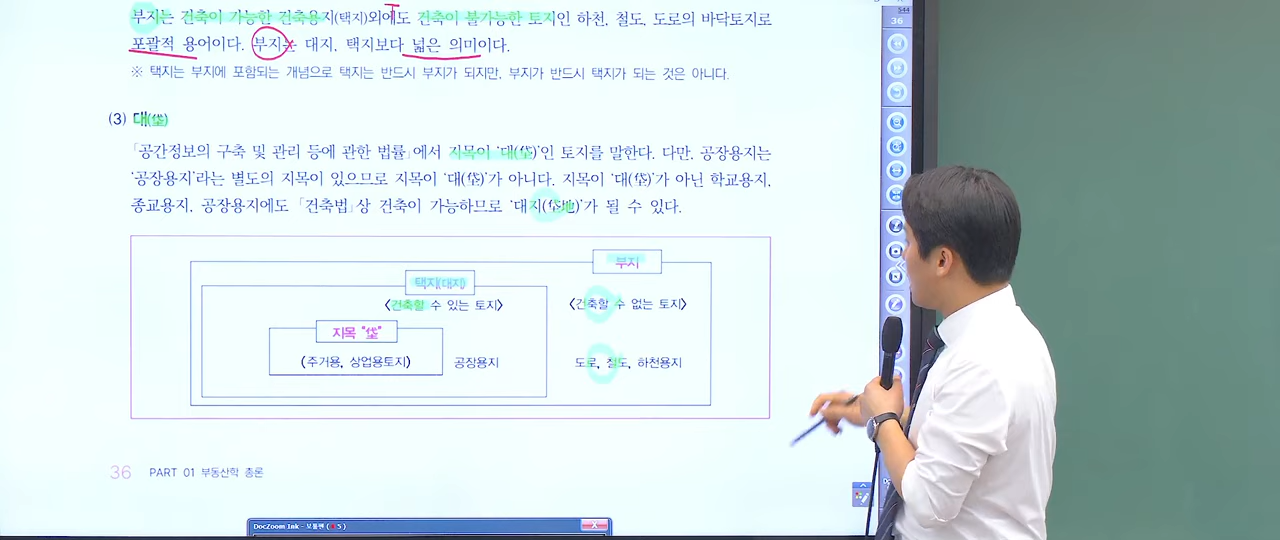 부지는 건축이 가능한 건축용지(택지)외에도 건축이 불가능한 토지인 하천, 철도, 도로의 바닥토지로
포괄적 용어이다. 부지는 대지, 택지보다 넓은 의미이다.
※ 택지는 부지에 포함되는 개념으로 택지는 반드시 부지가 되지만, 부지가 반드시 택지가 되는 것은 아니다.
(3) 대(垈)
「공간정보의 구축 및 관리 등에 관한 법률」에서 지목이 '대(垈)'인 토지를 말한다. 다만, 공장용지는
'공장용지'라는 별도의 지목이 있으므로 지목이 '대(垈)'가 아니다. 지목이 '대(垈)'가 아닌 학교용지,
종교용지, 공장용지에도 「건축법」상 건축이 가능하므로 '대지(垈地)'가 될 수 있다.
부지
택지(대지)
<건축할 수 있는 토지> <건축할 수 없는 토지>
지목 "垈"
(주거용, 상업용토지) 공장용지 도로, 철도, 하천용지
36 PART 01 부동산학 총론
DocZoom Ink - 보통펜 ( 5 )
544
36